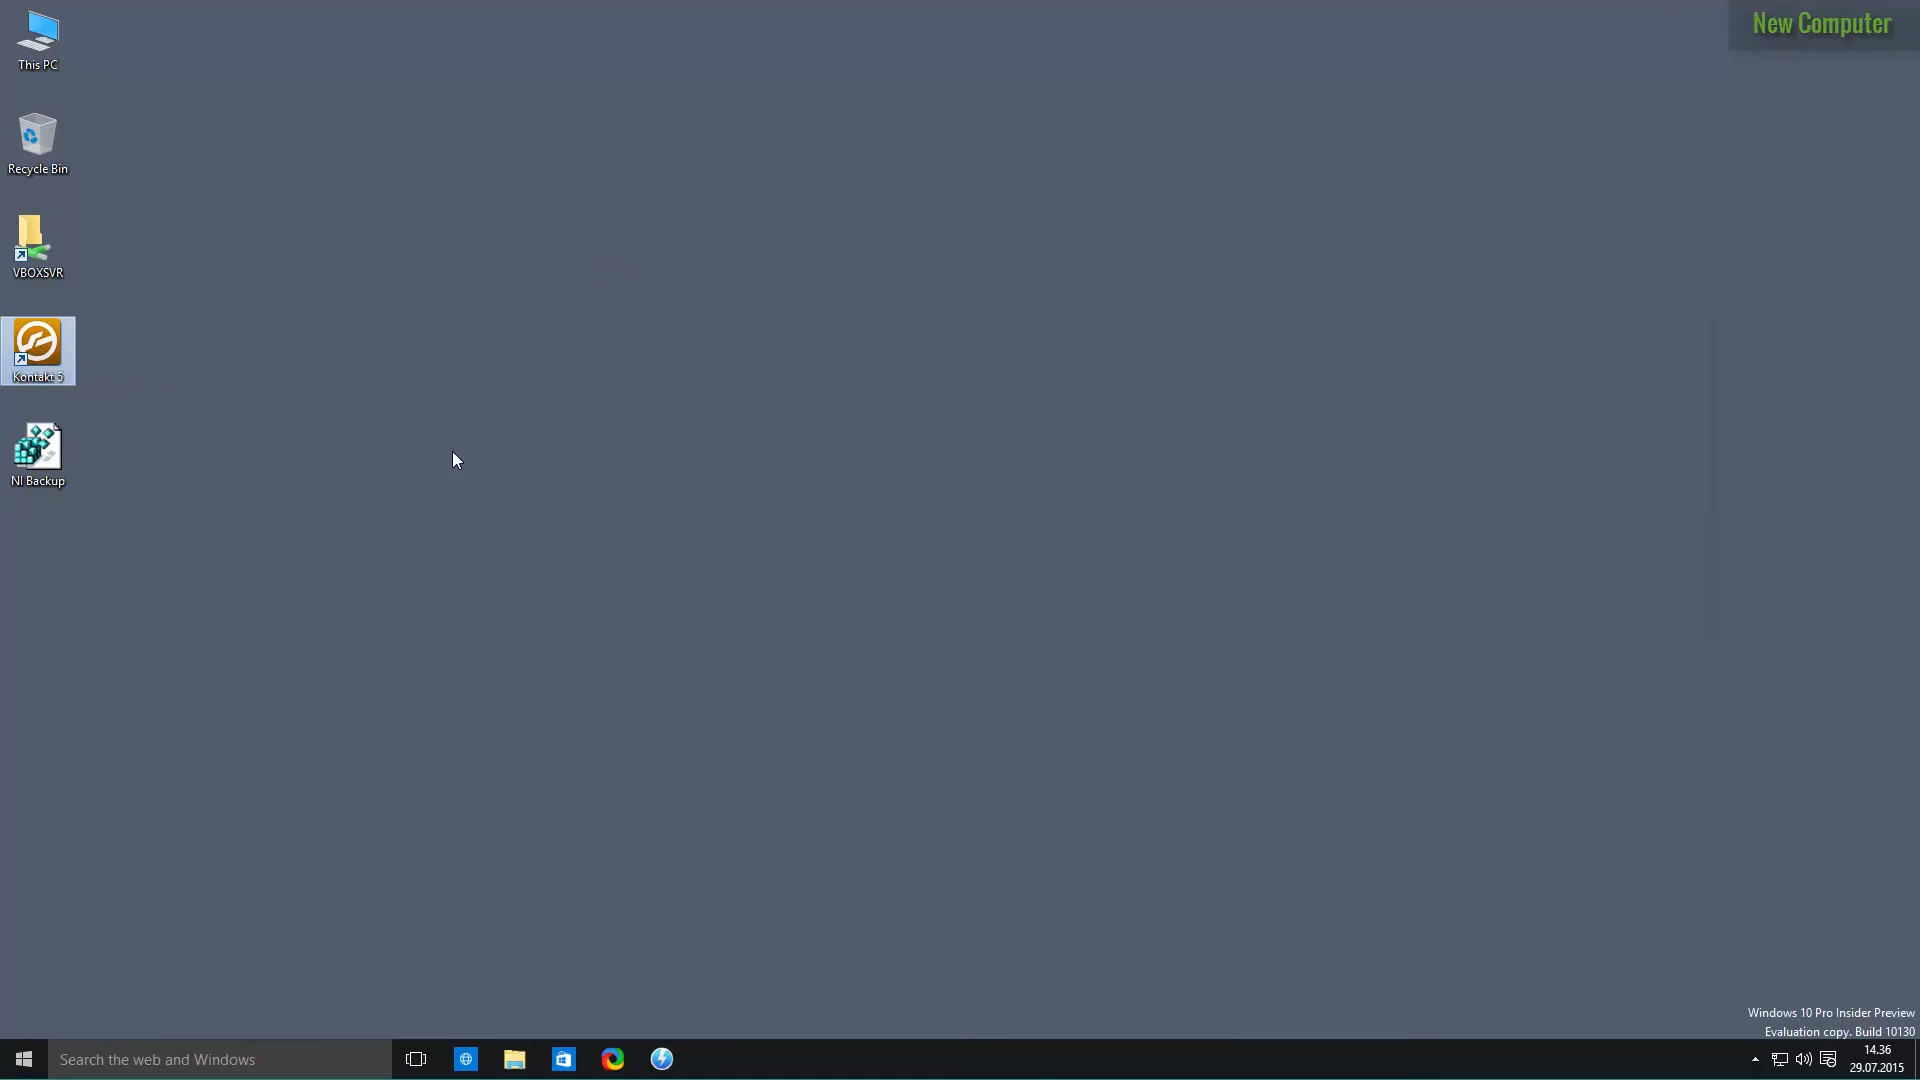 New Computer
This PC
Recycle Bin
VBOXSVR
Kontakt 5
NI Backup
Windows 10 Pro Insider Preview
Evaluation copy. Build 10130
Search the web and Windows
14.36
29.07.2015